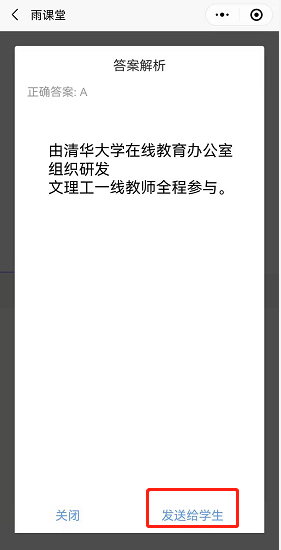 雨课堂
答案解析
正确答案: A
由清华大学在线教育办公室
组织研发
文理工一线教师全程参与。
关闭
发送给学生